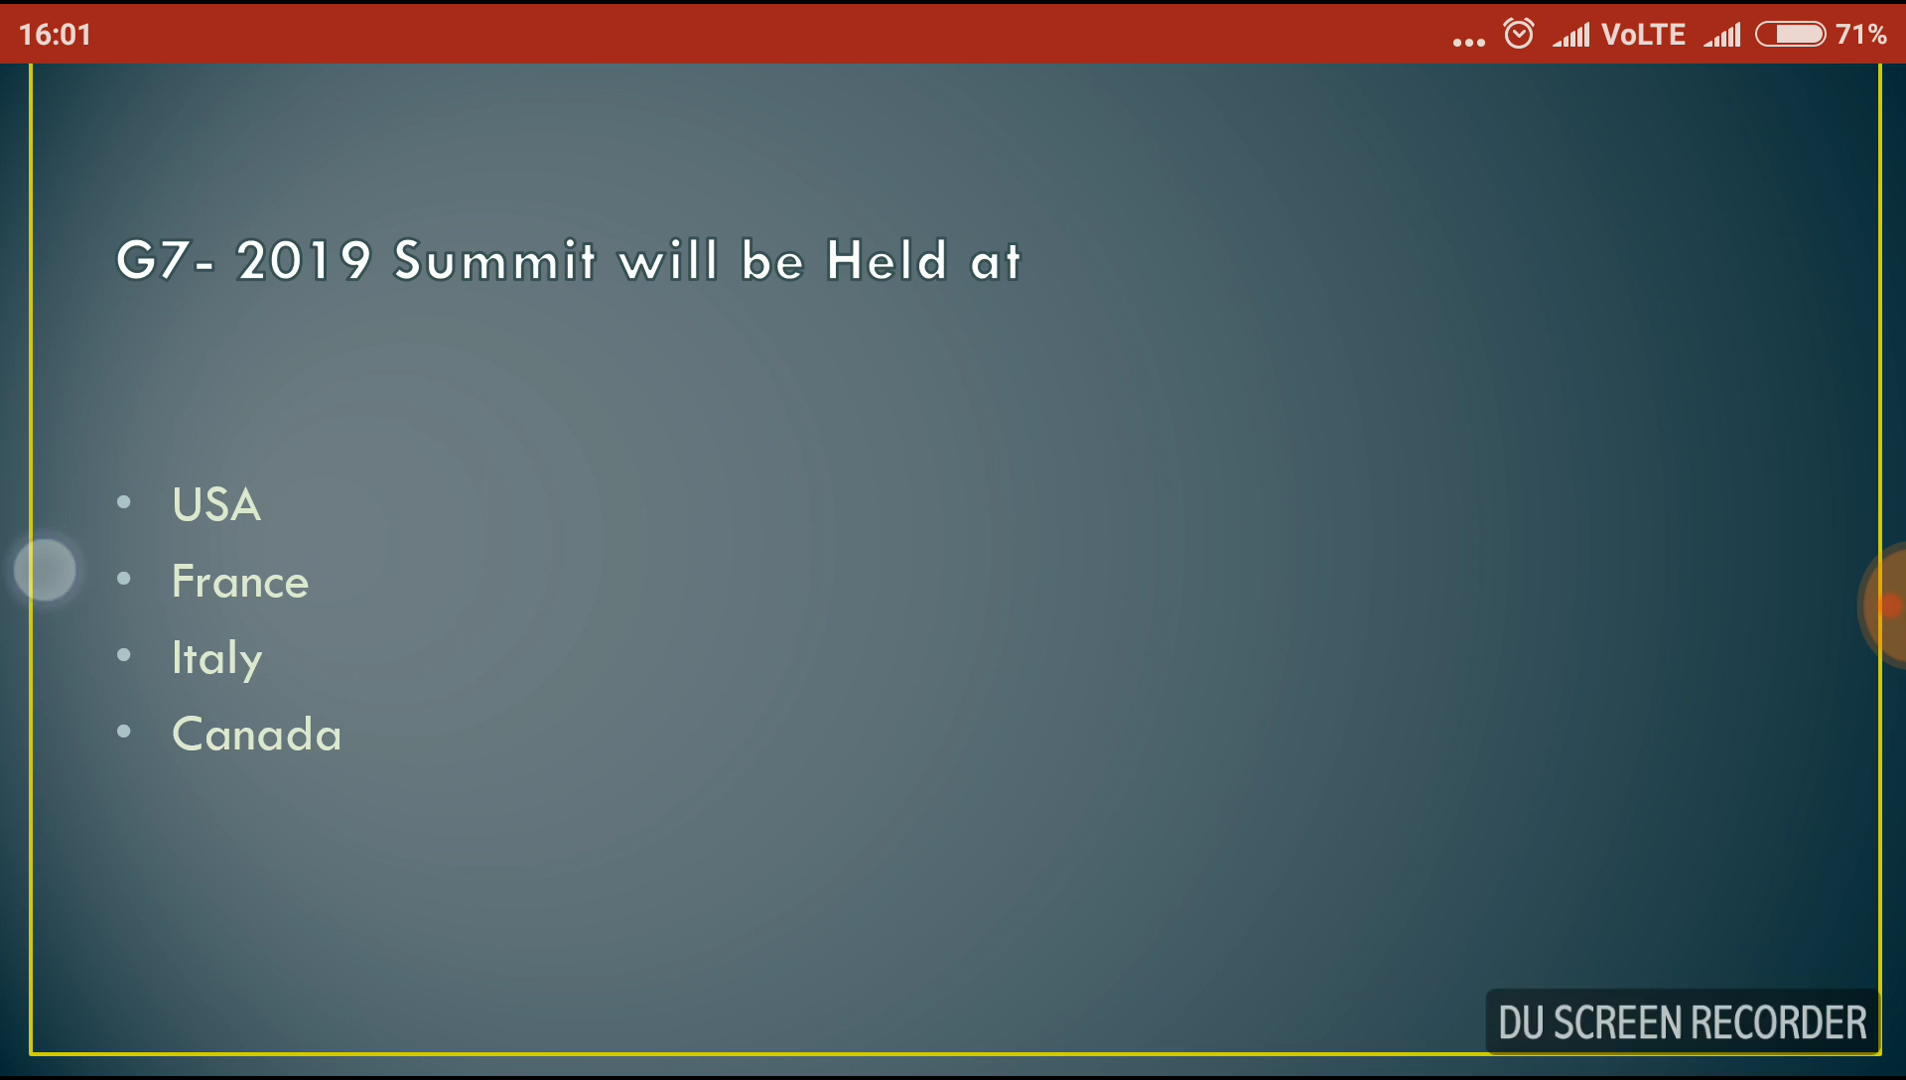 16:01
... VoLTE 71%
G7- 2019 Summit will be Held at
• USA
• France
• Italy
• Canada
DU SCREEN RECORDER